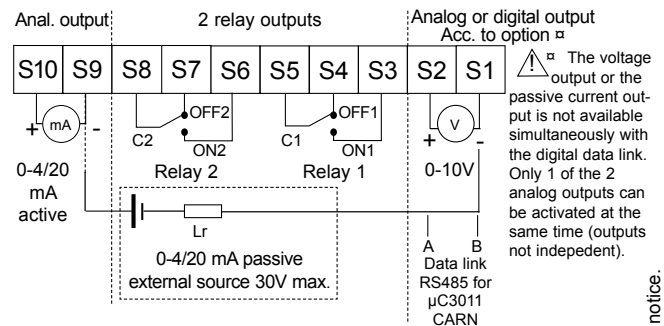 Anal. output
2 relay outputs
Analog or digital output
Acc. to option ¤
S10 S9 S8 S7 S6 S5 S4 S3 S2 S1
¤ The voltage
output or the
passive current out-
put is not available
simultaneously with
the digital data link.
Only 1 of the 2
analog outputs can
be activated at the
same time (outputs
not indepedent).
+ mA -
C2
OFF2
ON2
C1
OFF1
ON1
+ V -
0-4/20
mA
active
Relay 2
Relay 1
0-10V
Lr
0-4/20 mA passive
external source 30V max.
A B
Data link
RS485 for
µC3011
CARN
notice.